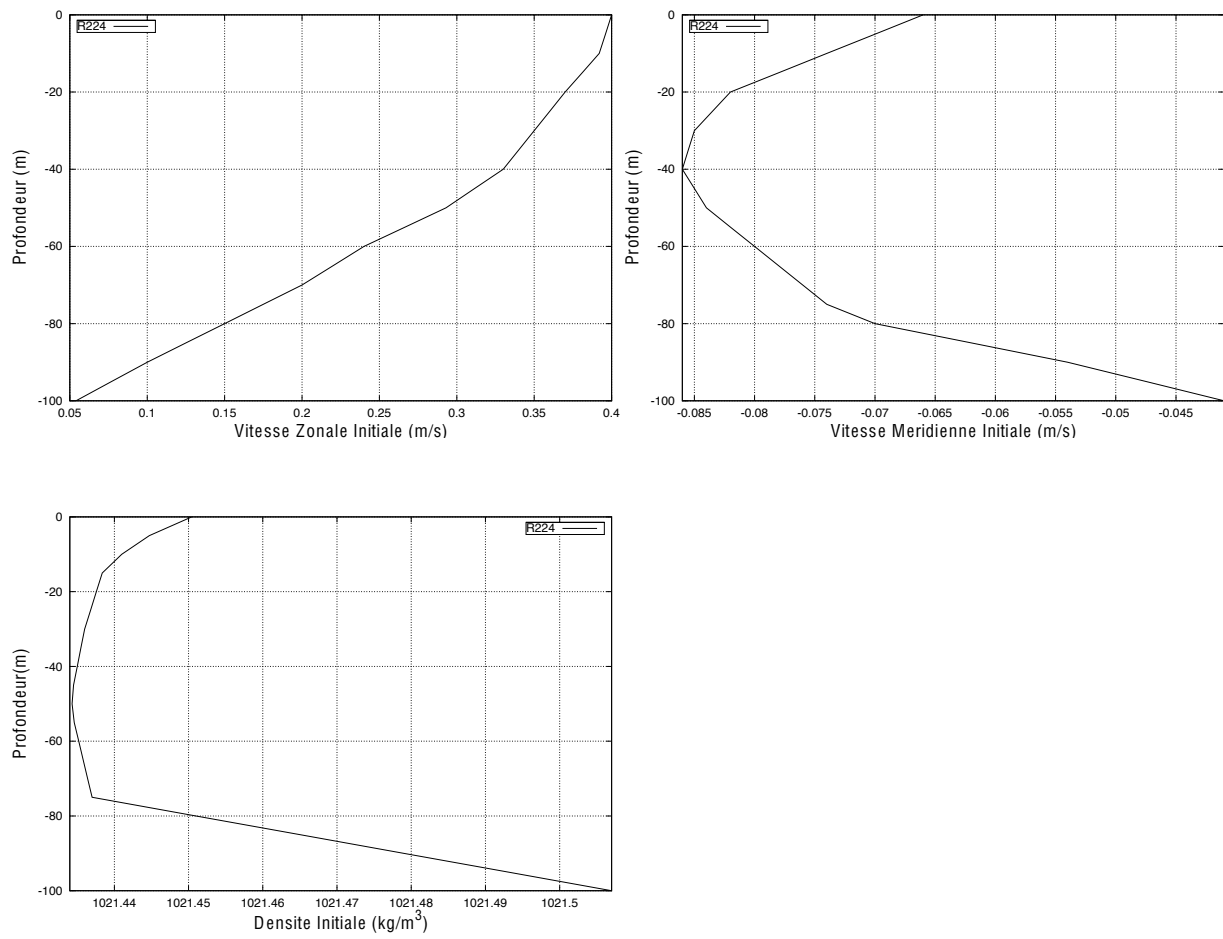 R224
0
-20
-40
-60
-80
-100
Profondeur (m)
0.05 0.1 0.15 0.2 0.25 0.3 0.35 0.4
Vitesse Zonale Initiale (m/s)
R224
0
-20
-40
-60
-80
-100
Profondeur (m)
-0.085 -0.08 -0.075 -0.07 -0.065 -0.06 -0.055 -0.05 -0.045
Vitesse Meridienne Initiale (m/s)
R224
0
-20
-40
-60
-80
-100
Profondeur(m)
1021.44 1021.45 1021.46 1021.47 1021.48 1021.49 1021.5
Densite Initiale (kg/m³)